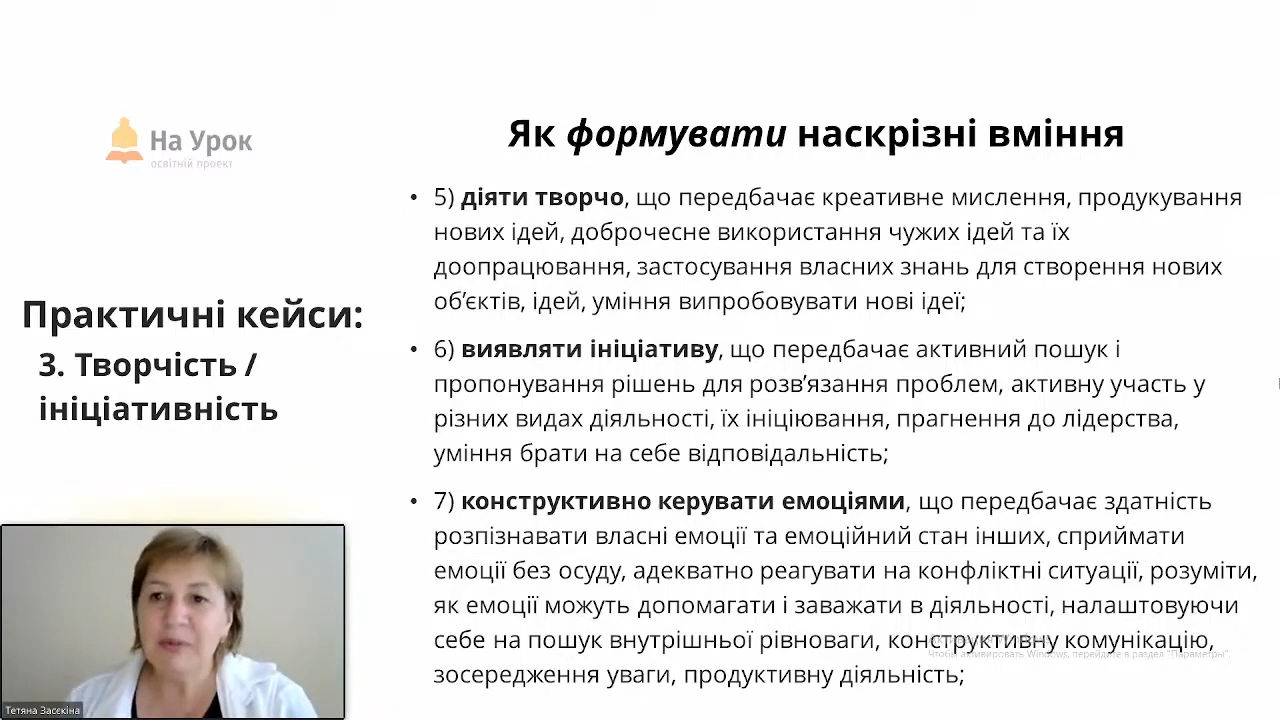 На Урок
освітній проект
Практичні кейси:
3. Творчість /
ініціативність
Як формувати наскрізні вміння
• 5) діяти творчо, що передбачає креативне мислення, продукування
нових ідей, доброчесне використання чужих ідей та їх
доопрацювання, застосування власних знань для створення нових
об’єктів, ідей, уміння випробовувати нові ідеї;
• 6) виявляти ініціативу, що передбачає активний пошук і
пропонування рішень для розв’язання проблем, активну участь у
різних видах діяльності, їх ініціювання, прагнення до лідерства,
уміння брати на себе відповідальність;
• 7) конструктивно керувати емоціями, що передбачає здатність
розпізнавати власні емоції та емоційний стан інших, сприймати
емоції без осуду, адекватно реагувати на конфліктні ситуації, розуміти,
як емоції можуть допомагати і заважати в діяльності, налаштовуючи
себе на пошук внутрішньої рівноваги, конструктивну комунікацію,
Чтобы активировать Windows, перейдите в раздел "Параметры".
зосередження уваги, продуктивну діяльність;
Тетяна Засєкіна